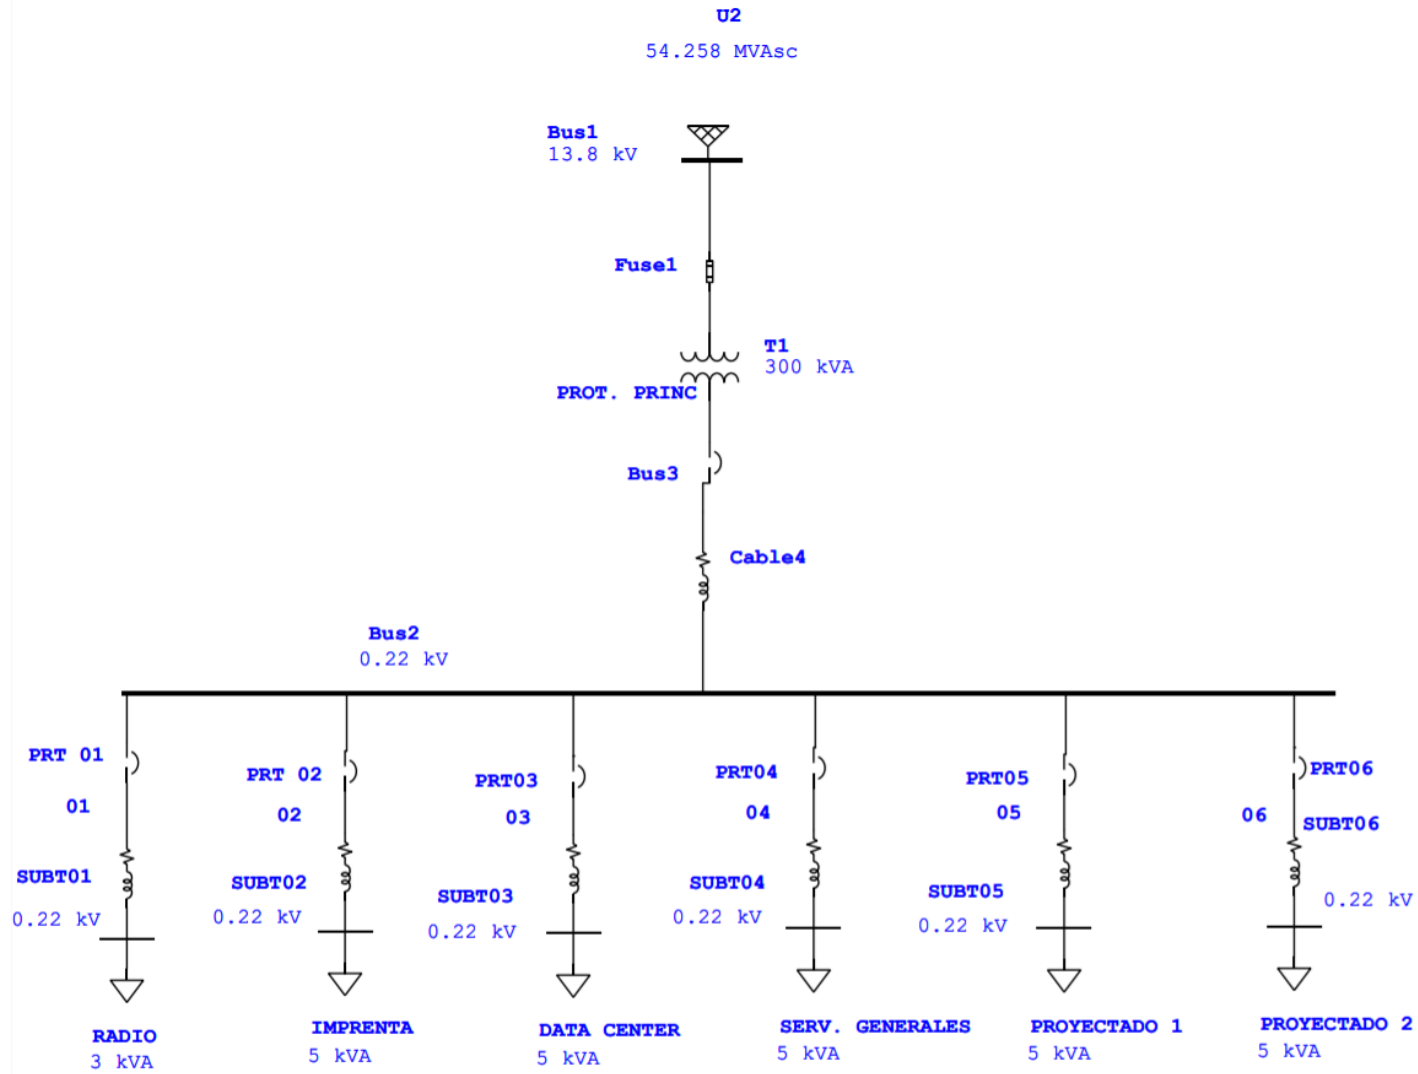 U2
54.258 MVAsc
Bus1
13.8 kV
Fuse1
T1
300 kVA
PROT. PRINC
Bus3
Cable4
Bus2
0.22 kV
PRT 01
01
SUBT01
0.22 kV
RADIO
3 kVA
PRT 02
02
SUBT02
0.22 kV
IMPRENTA
5 kVA
PRT03
03
SUBT03
0.22 kV
DATA CENTER
5 kVA
PRT04
04
SUBT04
0.22 kV
SERV. GENERALES
5 kVA
PRT05
05
SUBT05
0.22 kV
PROYECTADO 1
5 kVA
PRT06
06
SUBT06
0.22 kV
PROYECTADO 2
5 kVA